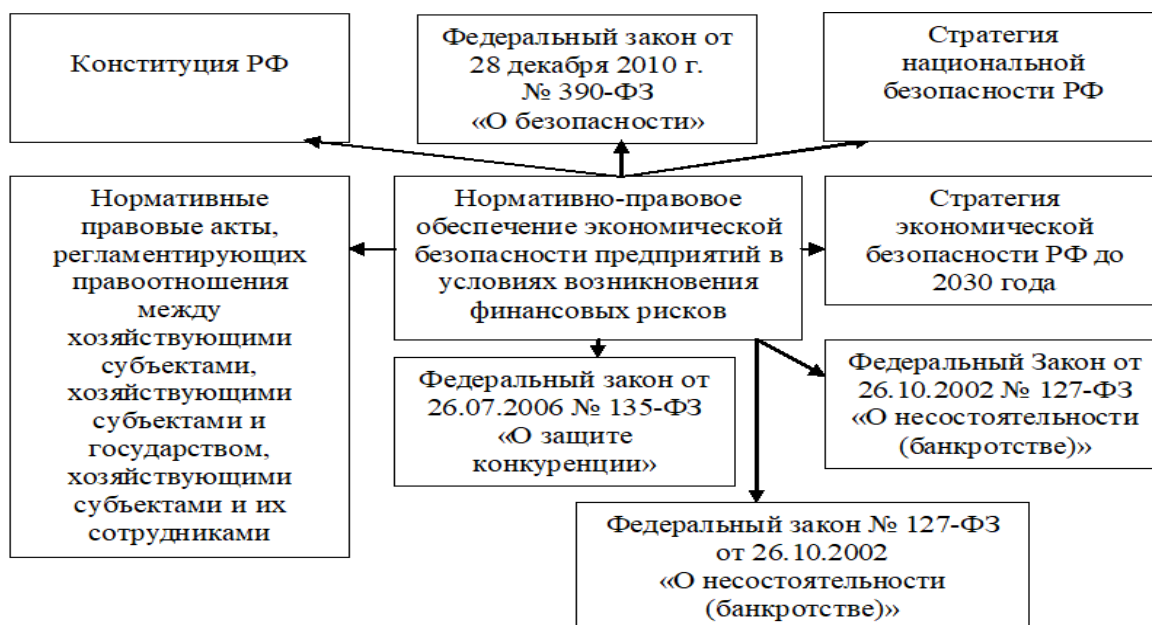 Конституция РФ
Федеральный закон от
28 декабря 2010 г.
№ 390-ФЗ
«О безопасности»
Стратегия
национальной
безопасности РФ
Нормативные
правовые акты,
регламентирующих
правоотношения
между
хозяйствующими
субъектами,
хозяйствующими
субъектами и
государством,
хозяйствующими
субъектами и их
сотрудниками
Нормативно-правовое
обеспечение экономической
безопасности предприятий в
условиях возникновения
финансовых рисков
Стратегия
экономической
безопасности РФ до
2030 года
Федеральный закон от
26.07.2006 № 135-ФЗ
«О защите
конкуренции»
Федеральный Закон от
26.10.2002 № 127-ФЗ
«О несостоятельности
(банкротстве)»
Федеральный закон № 127-ФЗ
от 26.10.2002
«О несостоятельности
(банкротстве)»